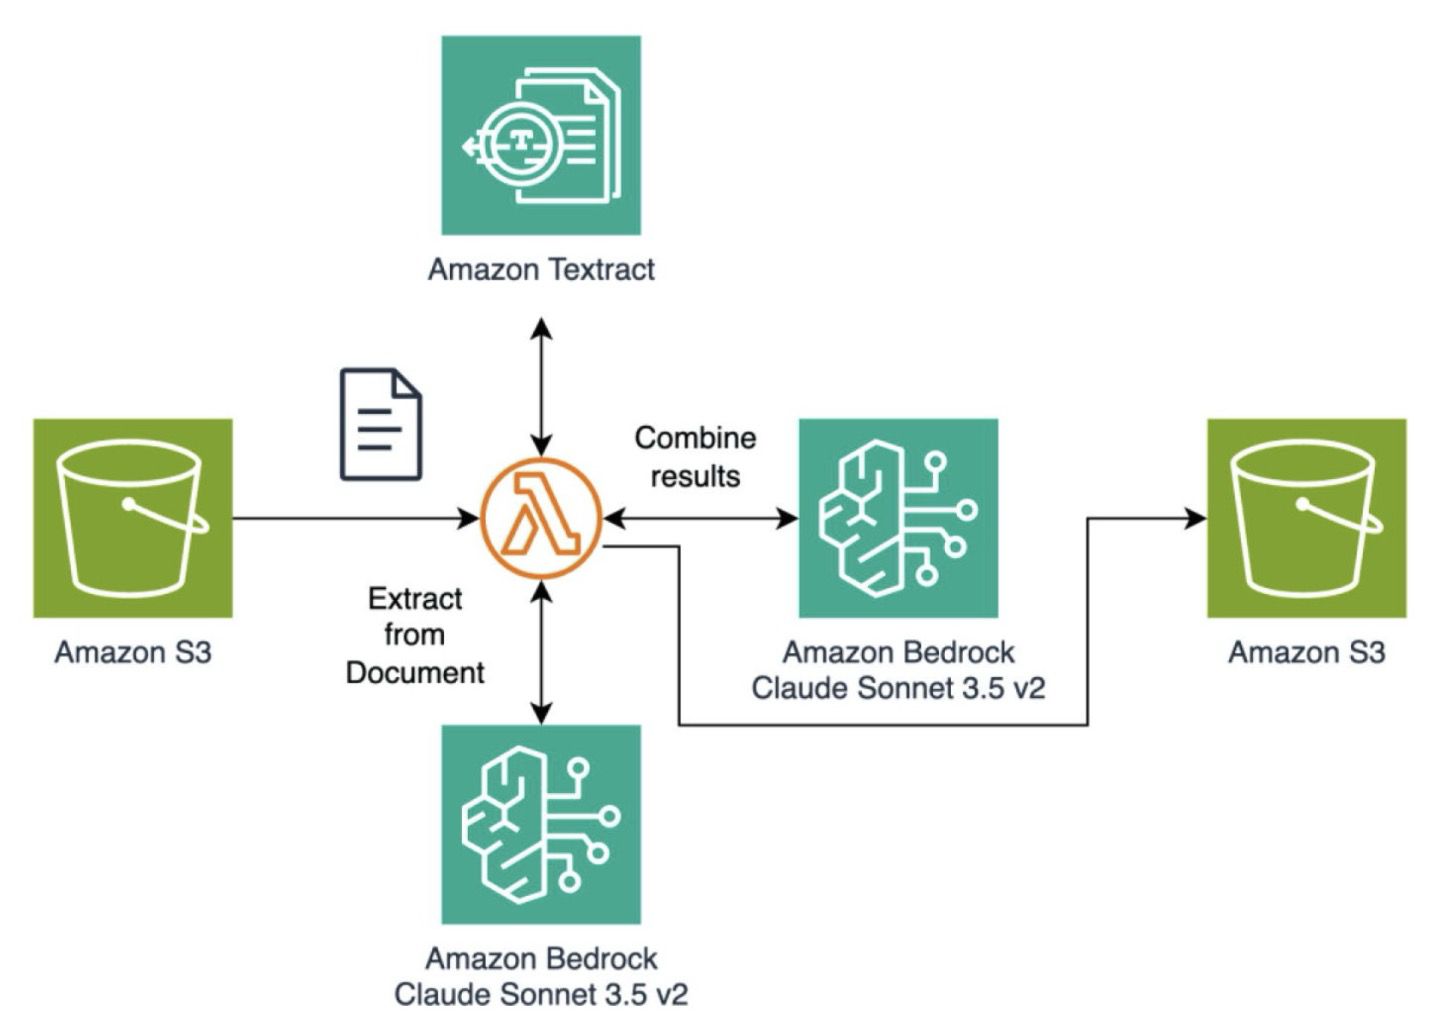 T
Amazon Textract
Combine
results
Amazon S3
Extract
from
Document
Amazon Bedrock
Claude Sonnet 3.5 v2
Amazon S3
Amazon Bedrock
Claude Sonnet 3.5 v2